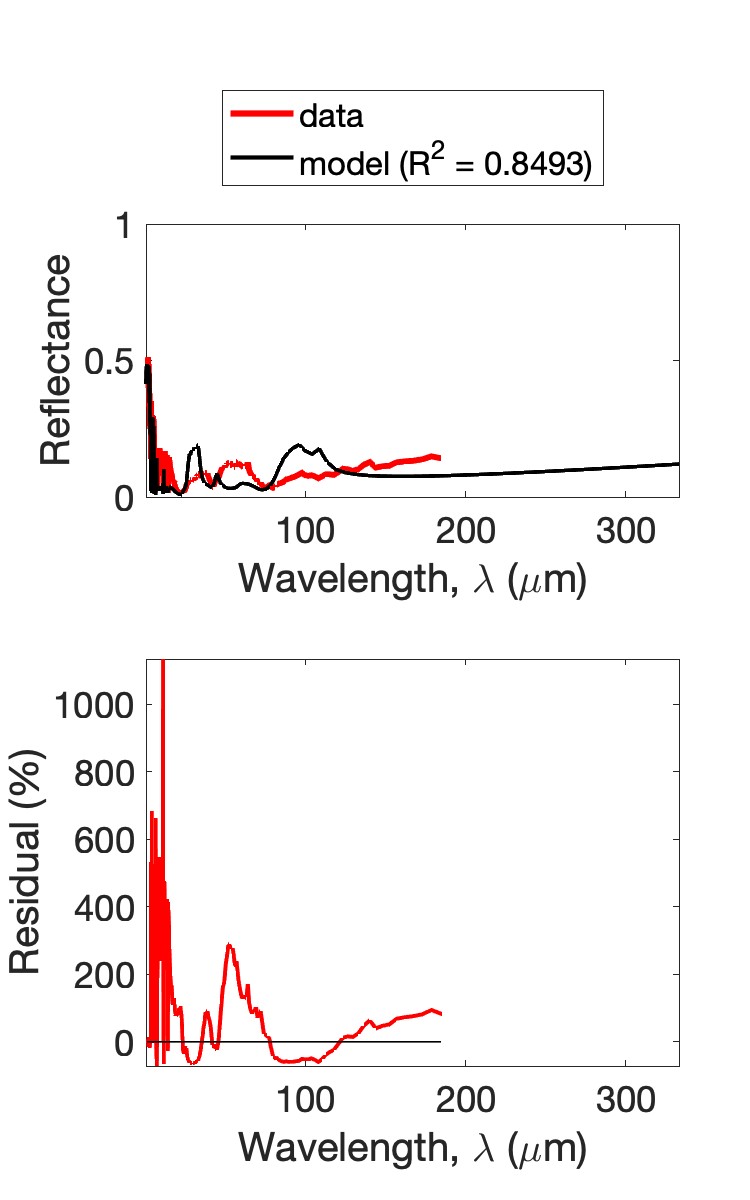 data
model (R² = 0.8493)
1
0.5
0
Reflectance
100 200 300
Wavelength, λ (μm)
1000
800
600
400
200
0
Residual (%)
100 200 300
Wavelength, λ (μm)